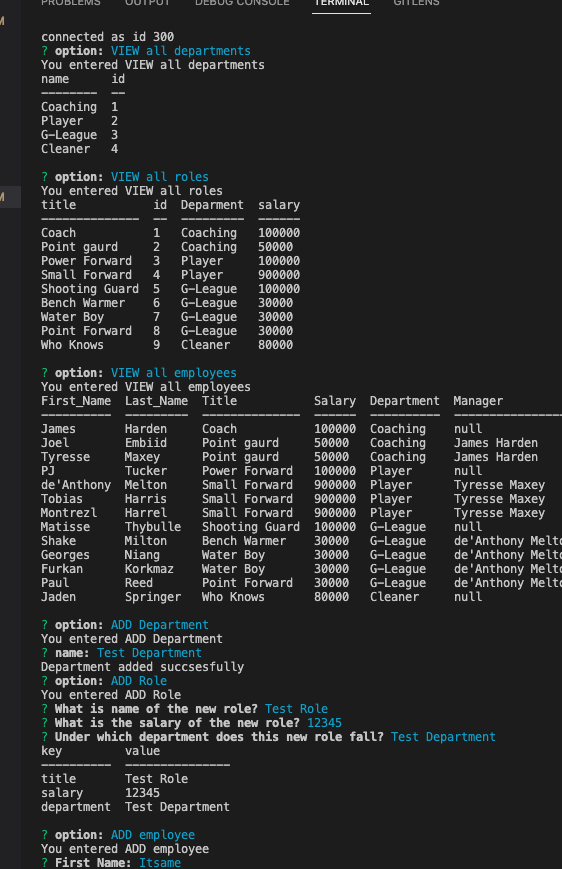 PROBLEMS OUTPUT DEBUG CONSOLE TERMINAL GITLENS
M
connected as id 300
? option: VIEW all departments
You entered VIEW all departments
name id
-------- --
Coaching 1
Player 2
G-League 3
Cleaner 4
? option: VIEW all roles
M
You entered VIEW all roles
title id Deparment salary
-------------- -- --------- ------
Coach 1 Coaching 100000
Point gaurd 2 Coaching 50000
Power Forward 3 Player 100000
Small Forward 4 Player 900000
Shooting Guard 5 G-League 100000
Bench Warmer 6 G-League 30000
Water Boy 7 G-League 30000
Point Forward 8 G-League 30000
Who Knows 9 Cleaner 80000
? option: VIEW all employees
You entered VIEW all employees
First_Name Last_Name Title Salary Department Manager
---------- --------- -------------- ------ ---------- ----------------
James Harden Coach 100000 Coaching null
Joel Embiid Point gaurd 50000 Coaching James Harden
Tyresse Maxey Point gaurd 50000 Coaching James Harden
PJ Tucker Power Forward 100000 Player null
de'Anthony Melton Small Forward 900000 Player Tyresse Maxey
Tobias Harris Small Forward 900000 Player Tyresse Maxey
Montrezl Harrel Small Forward 900000 Player Tyresse Maxey
Matisse Thybulle Shooting Guard 100000 G-League null
Shake Milton Bench Warmer 30000 G-League de'Anthony Melto
Georges Niang Water Boy 30000 G-League de'Anthony Melto
Furkan Korkmaz Water Boy 30000 G-League de'Anthony Melto
Paul Reed Point Forward 30000 G-League de'Anthony Melto
Jaden Springer Who Knows 80000 Cleaner null
? option: ADD Department
You entered ADD Department
? name: Test Department
Department added succsesfully
? option: ADD Role
You entered ADD Role
? What is name of the new role? Test Role
? What is the salary of the new role? 12345
? Under which department does this new role fall? Test Department
key value
---------- ---------------
title Test Role
salary 12345
department Test Department
? option: ADD employee
You entered ADD employee
? First Name: Itsame